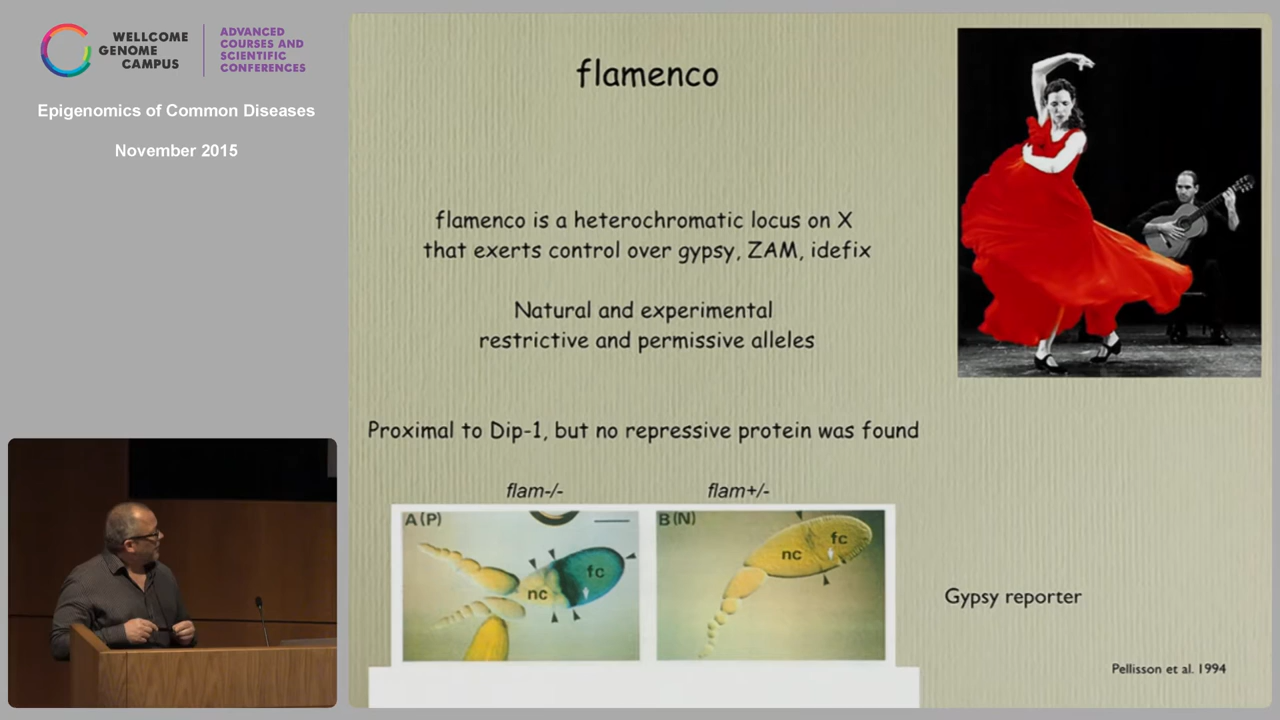 WELLCOME
GENOME
CAMPUS
ADVANCED
COURSES AND
SCIENTIFIC
CONFERENCES
Epigenomics of Common Diseases
November 2015
flamenco
flamenco is a heterochromatic locus on X
that exerts control over gypsy, ZAM, idefix
Natural and experimental
restrictive and permissive alleles
Proximal to Dip-1, but no repressive protein was found
flam-/-
flam+/-
A (P)
nc
fc
B (N)
nc
fc
Gypsy reporter
Pellisson et al. 1994